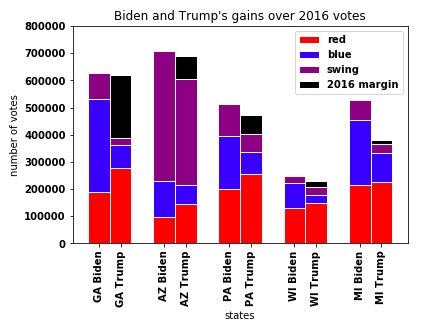 Biden and Trump's gains over 2016 votes
800000
700000
600000
500000
400000
300000
200000
100000
0
number of votes
red
blue
swing
2016 margin
GA Biden
GA Trump
AZ Biden
AZ Trump
PA Biden
PA Trump
WI Biden
WI Trump
MI Biden
MI Trump
states